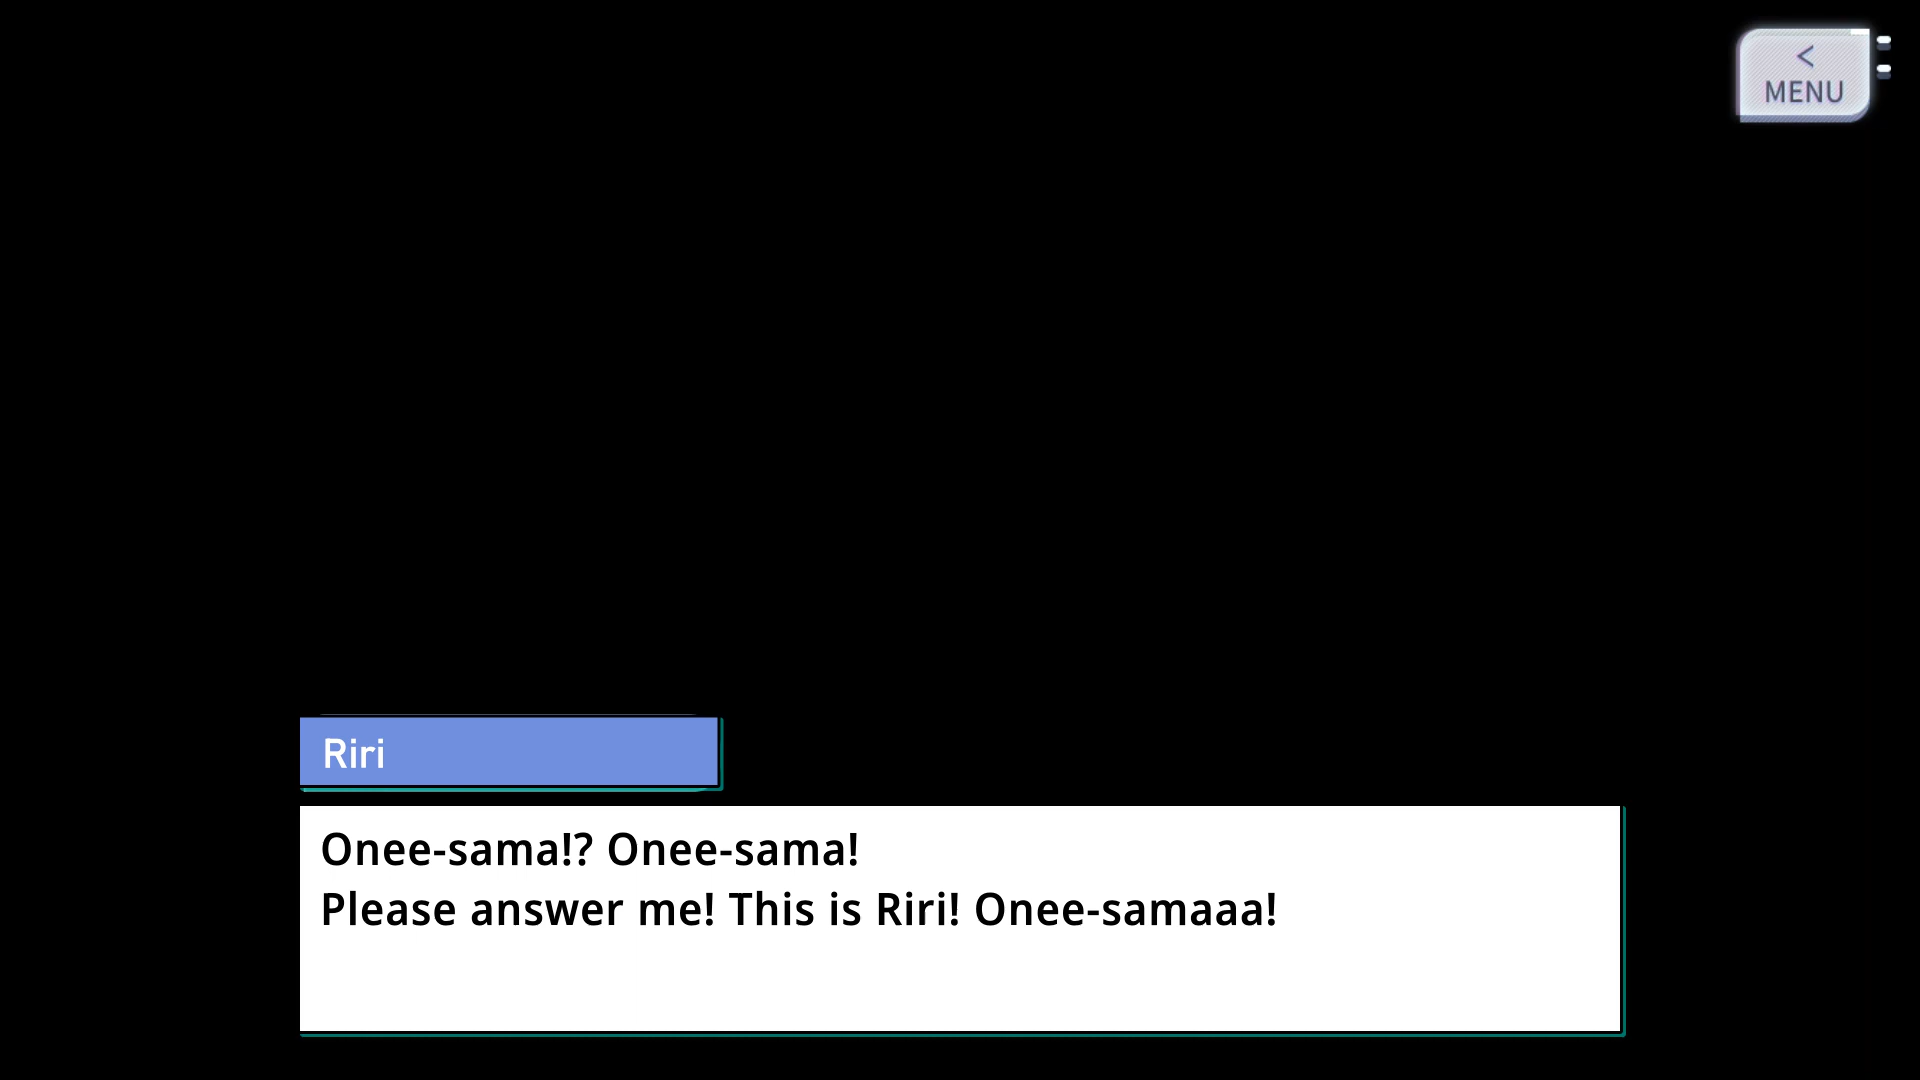 <
MENU
Riri
Onee-sama!? Onee-sama!
Please answer me! This is Riri! Onee-samaaa!